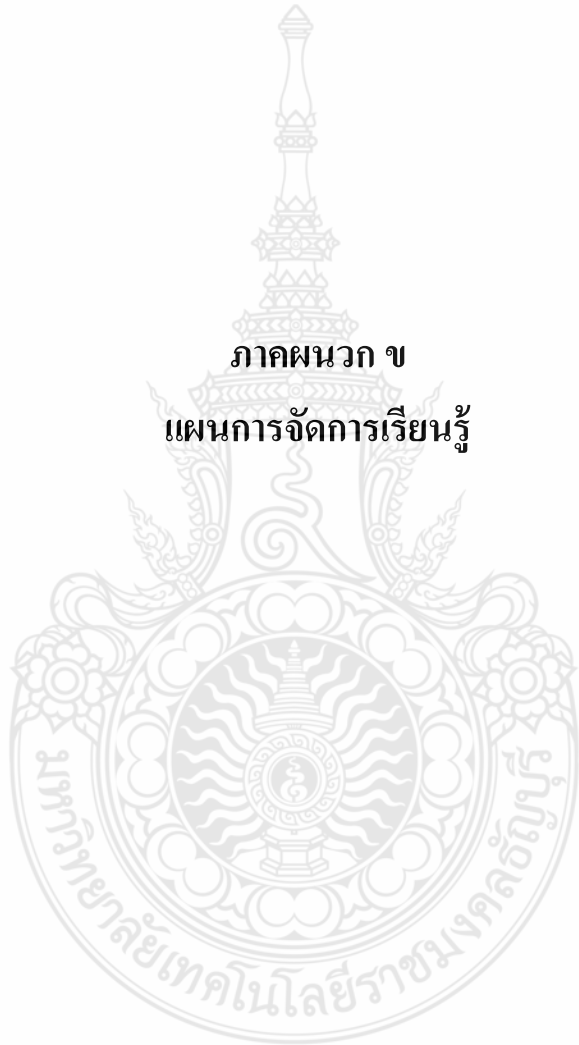 ภาคผนวก ข
แผนการจัดการเรียนรู้
มหาวิทยาลัยเทคโนโลยีราชมงคลธัญบุรี